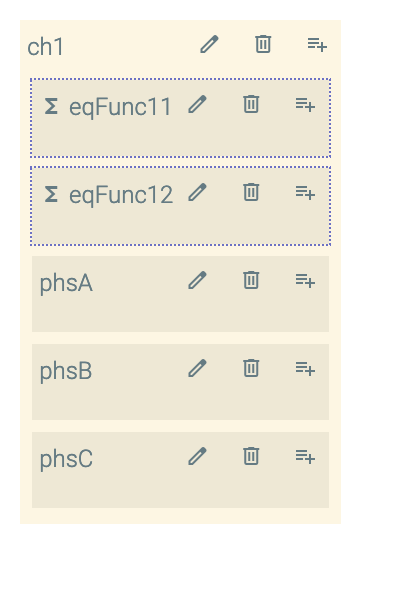 ch1
Σ eqFunc11
Σ eqFunc12
phsA
phsB
phsC